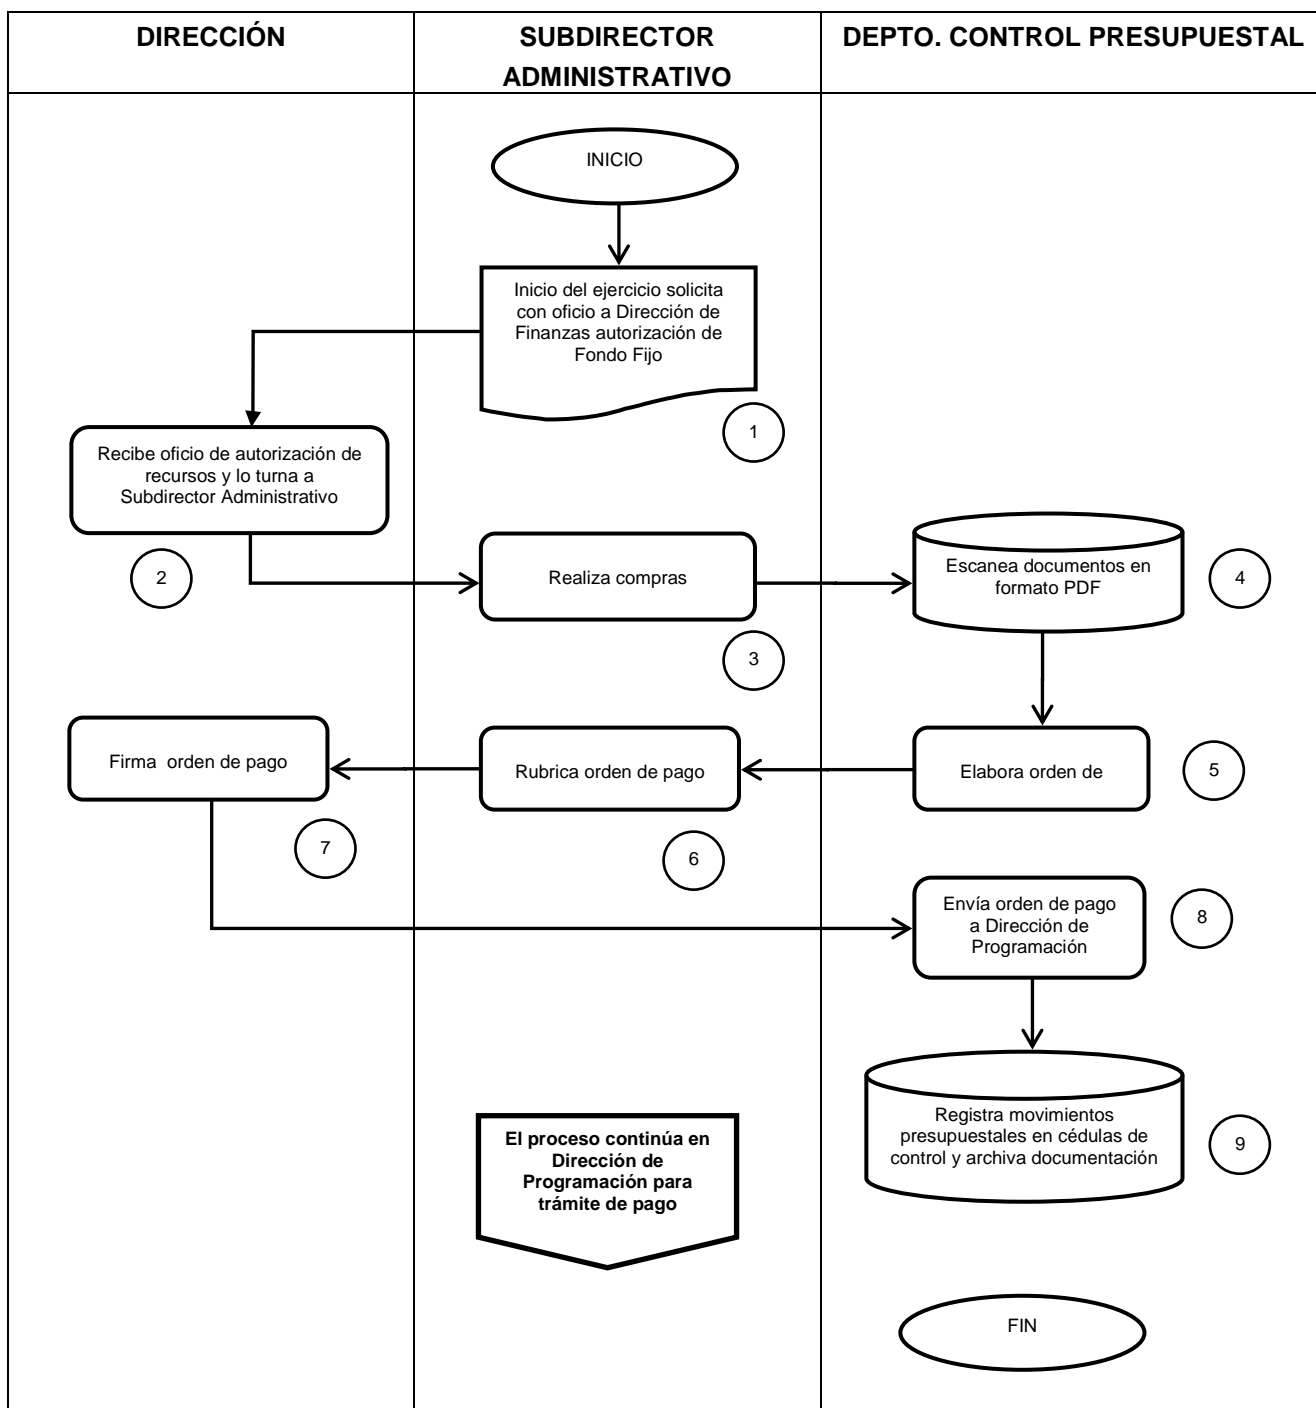 DIRECCIÓN
SUBDIRECTOR
ADMINISTRATIVO
DEPTO. CONTROL PRESUPUESTAL
INICIO
Inicio del ejercicio solicita
con oficio a Dirección de
Finanzas autorización de
Fondo Fijo
1
Recibe oficio de autorización de
recursos y lo turna a
Subdirector Administrativo
2
Realiza compras
3
Escanea documentos en
formato PDF
4
Elabora orden de
5
Rubrica orden de pago
6
Firma orden de pago
7
Envía orden de pago
a Dirección de
Programación
8
Registra movimientos
presupuestales en cédulas de
control y archiva documentación
9
El proceso continúa en
Dirección de
Programación para
trámite de pago
FIN